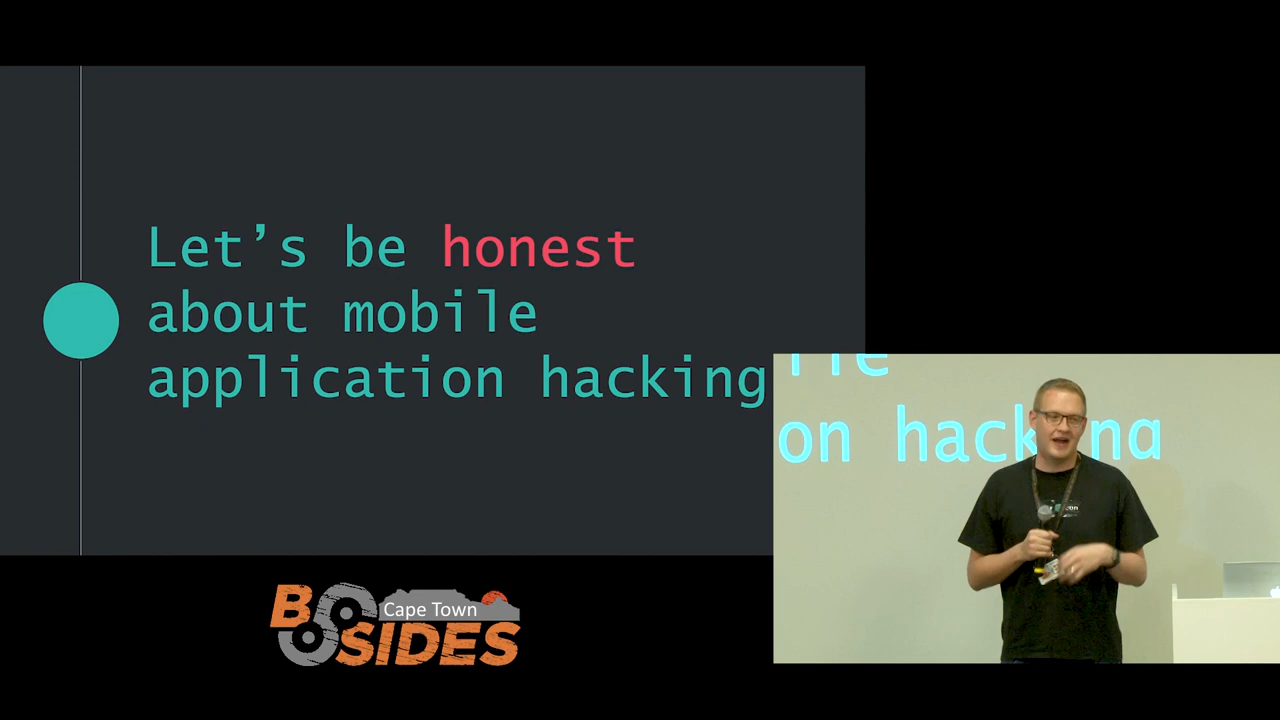 Let’s be honest
about mobile
application hacking
on hacking
Cape Town
BSIDES